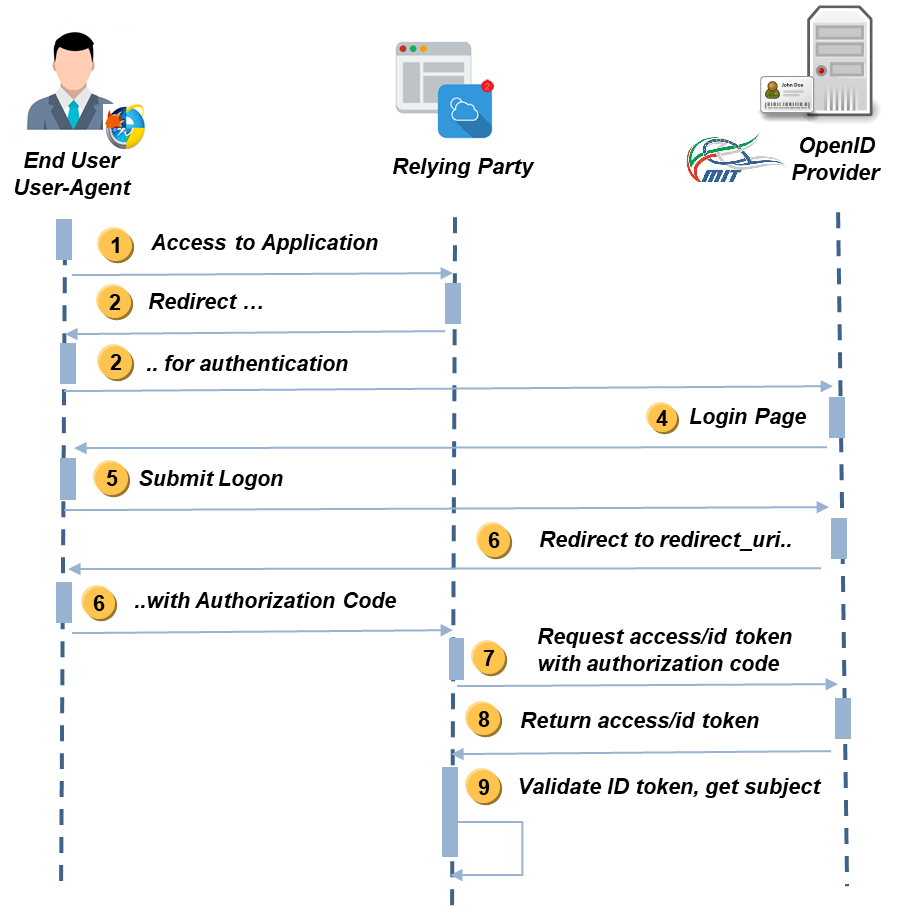 John Doe
2
End User
User-Agent
Relying Party
MIT
OpenID
Provider
1 Access to Application
2 Redirect …
2 .. for authentication
4 Login Page
5 Submit Logon
6 Redirect to redirect_uri..
6 ..with Authorization Code
7 Request access/id token
with authorization code
8 Return access/id token
9 Validate ID token, get subject